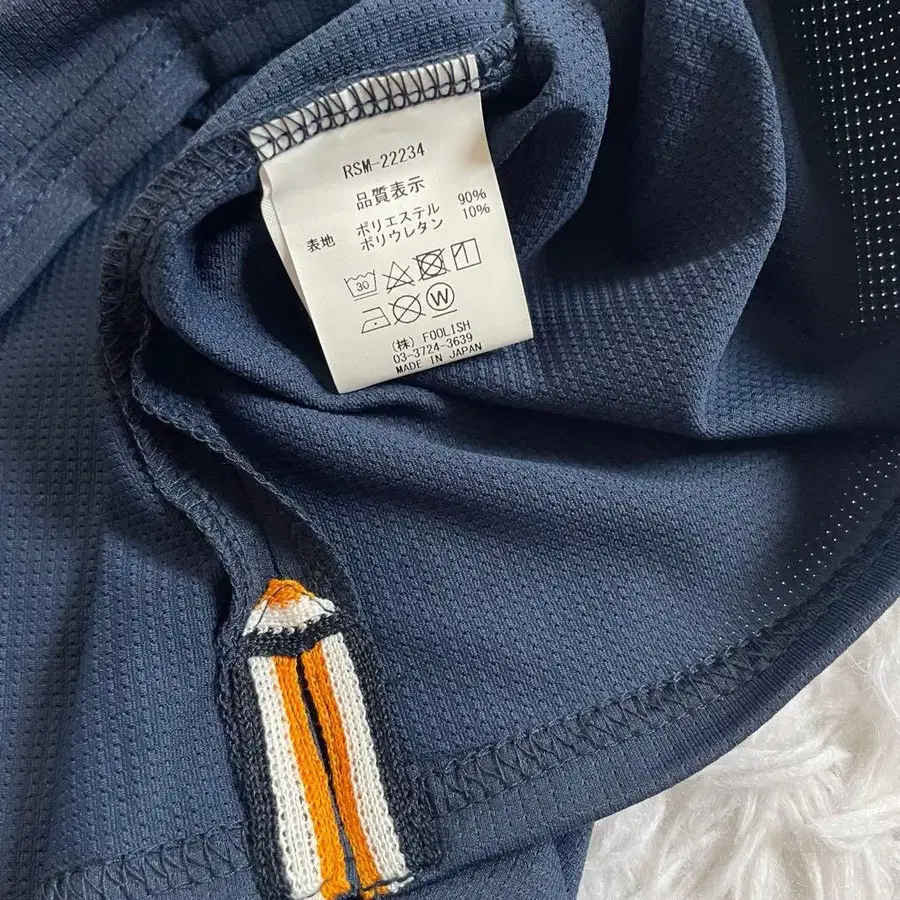 RSM-22234
品質表示
表地 ポリエステル 90%
ポリウレタン 10%
30
W
(株) FOOLISH
03-3724-3639
MADE IN JAPAN